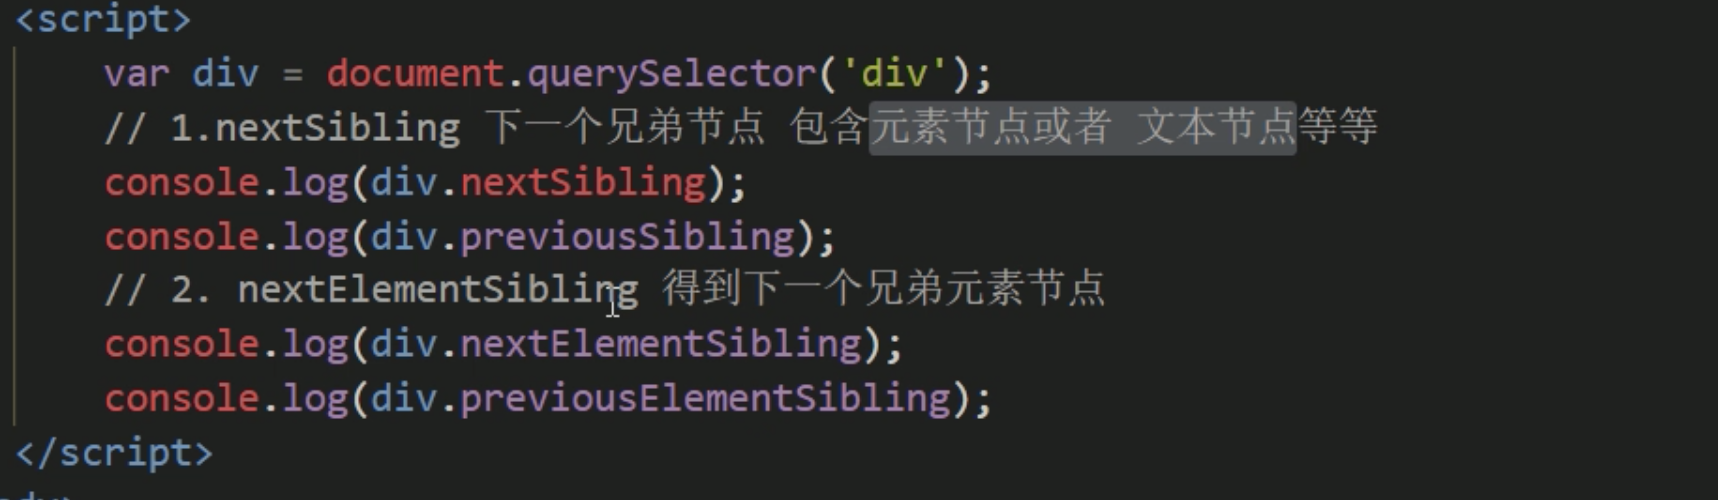 <script>
var div = document.querySelector('div');
// 1.nextSibling 下一个兄弟节点 包含元素节点或者 文本节点等等
console.log(div.nextSibling);
console.log(div.previousSibling);
// 2. nextElementSibling 得到下一个兄弟元素节点
console.log(div.nextElementSibling);
console.log(div.previousElementSibling);
</script>